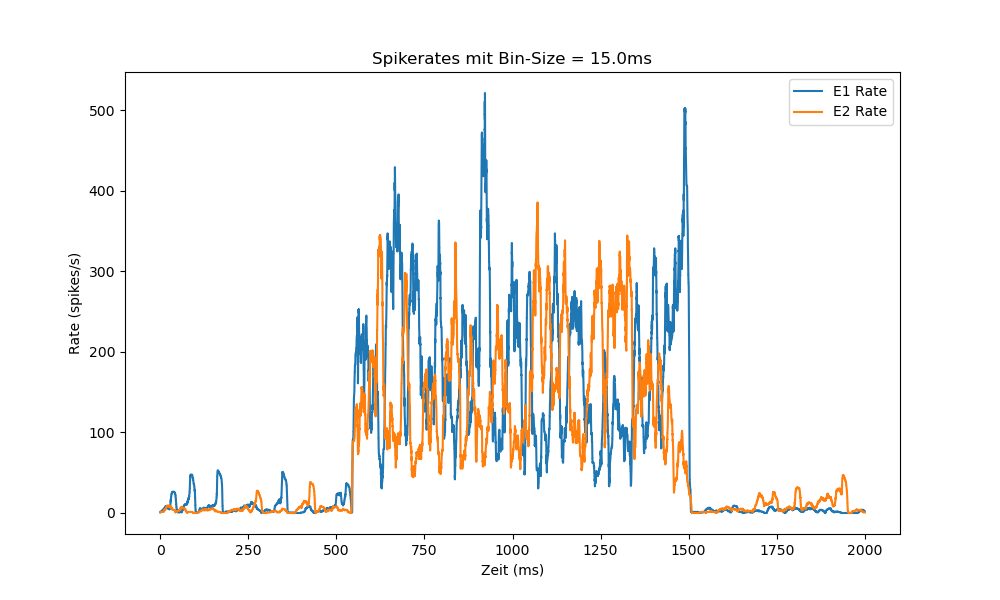 Spikerates mit Bin-Size = 15.0ms
E1 Rate
E2 Rate
Rate (spikes/s)
500
400
300
200
100
0
0 250 500 750 1000 1250 1500 1750 2000
Zeit (ms)